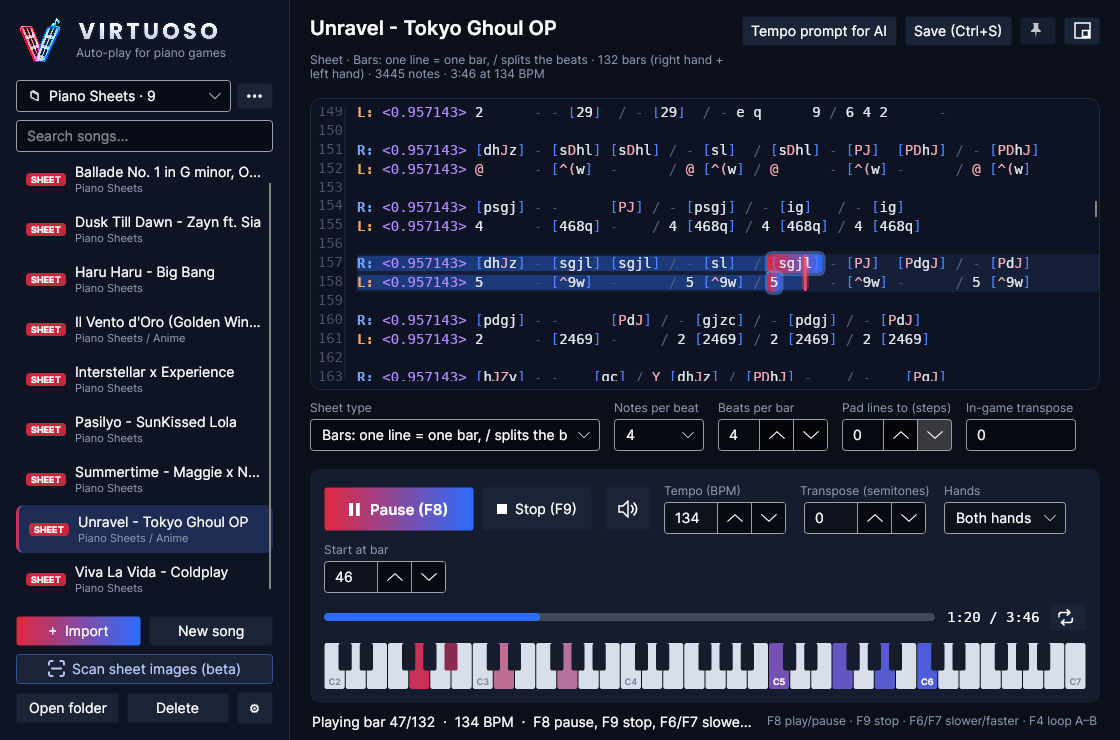 VIRTUOSO
Auto-play for piano games
Piano Sheets · 9
Search songs...
SHEET
Ballade No. 1 in G minor, O...
Piano Sheets
SHEET
Dusk Till Dawn - Zayn ft. Sia
Piano Sheets
SHEET
Haru Haru - Big Bang
Piano Sheets
SHEET
Il Vento d'Oro (Golden Win...
Piano Sheets / Anime
SHEET
Interstellar x Experience
Piano Sheets
SHEET
Pasilyo - SunKissed Lola
Piano Sheets
SHEET
Summertime - Maggie x N...
Piano Sheets
SHEET
Unravel - Tokyo Ghoul OP
Piano Sheets / Anime
SHEET
Viva La Vida - Coldplay
Piano Sheets
+ Import
New song
Scan sheet images (beta)
Open folder
Delete
Unravel - Tokyo Ghoul OP
Tempo prompt for AI
Save (Ctrl+S)
Sheet · Bars: one line = one bar, / splits the beats · 132 bars (right hand +
left hand) · 3445 notes · 3:46 at 134 BPM
149 L: <0.957143> 2 - - [29] / - [29] / - e q 9 / 6 4 2 -
150
151 R: <0.957143> [dhJz] - [sDhl] [sDhl] / - [sl] / [sDhl] - [PJ] [PDhJ] / - [PDhJ]
152 L: <0.957143> @ - [^(w] - / @ [^(w] / @ - [^(w] - / @ [^(w]
153
154 R: <0.957143> [psgj] - - [PJ] / - [psgj] / - [ig] / - [ig]
155 L: <0.957143> 4 - [468q] - / 4 [468q] / 4 [468q] / 4 [468q]
156
157 R: <0.957143> [dhJz] - [sgjl] [sgjl] / - [sl] / [sgjl] - [PJ] [PdgJ] / - [PdJ]
158 L: <0.957143> 5 - [^9w] - / 5 [^9w] / 5 - [^9w] - / 5 [^9w]
159
160 R: <0.957143> [pdgj] - - [PdJ] / - [gjzc] / - [pdgj] / - [PdJ]
161 L: <0.957143> 2 - [2469] - / 2 [2469] / 2 [2469] / 2 [2469]
162
163 R: <0.957143> [hJZv] - - [gc] / Y [dhJz] / [PDhJ] - / - [PgJ]
Sheet type
Notes per beat
Beats per bar
Pad lines to (steps)
In-game transpose
Bars: one line = one bar, / splits the b
4
4
0
0
Pause (F8)
Stop (F9)
Tempo (BPM)
134
Transpose (semitones)
0
Hands
Both hands
Start at bar
46
1:20 / 3:46
C2
C3
C4
C5
C6
C7
Playing bar 47/132 · 134 BPM · F8 pause, F9 stop, F6/F7 slowe...
F8 play/pause · F9 stop · F6/F7 slower/faster · F4 loop A–B